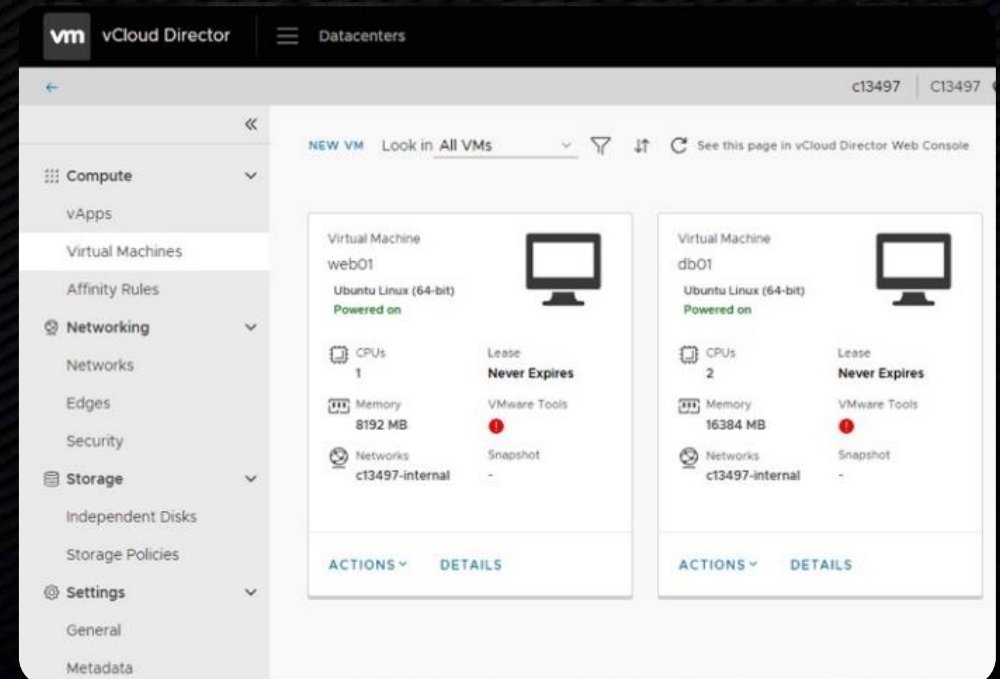 vm vCloud Director Datacenters
c13497 C13497
NEW VM Look in All VMs See this page in vCloud Director Web Console
Compute
vApps
Virtual Machines
Affinity Rules
Networking
Networks
Edges
Security
Storage
Independent Disks
Storage Policies
Settings
General
Metadata
Virtual Machine
web01
Ubuntu Linux (64-bit)
Powered on
CPUs Lease
1 Never Expires
Memory VMware Tools
8192 MB
Networks Snapshot
c13497-internal -
ACTIONS DETAILS
Virtual Machine
db01
Ubuntu Linux (64-bit)
Powered on
CPUs Lease
2 Never Expires
Memory VMware Tools
16384 MB
Networks Snapshot
c13497-internal -
ACTIONS DETAILS